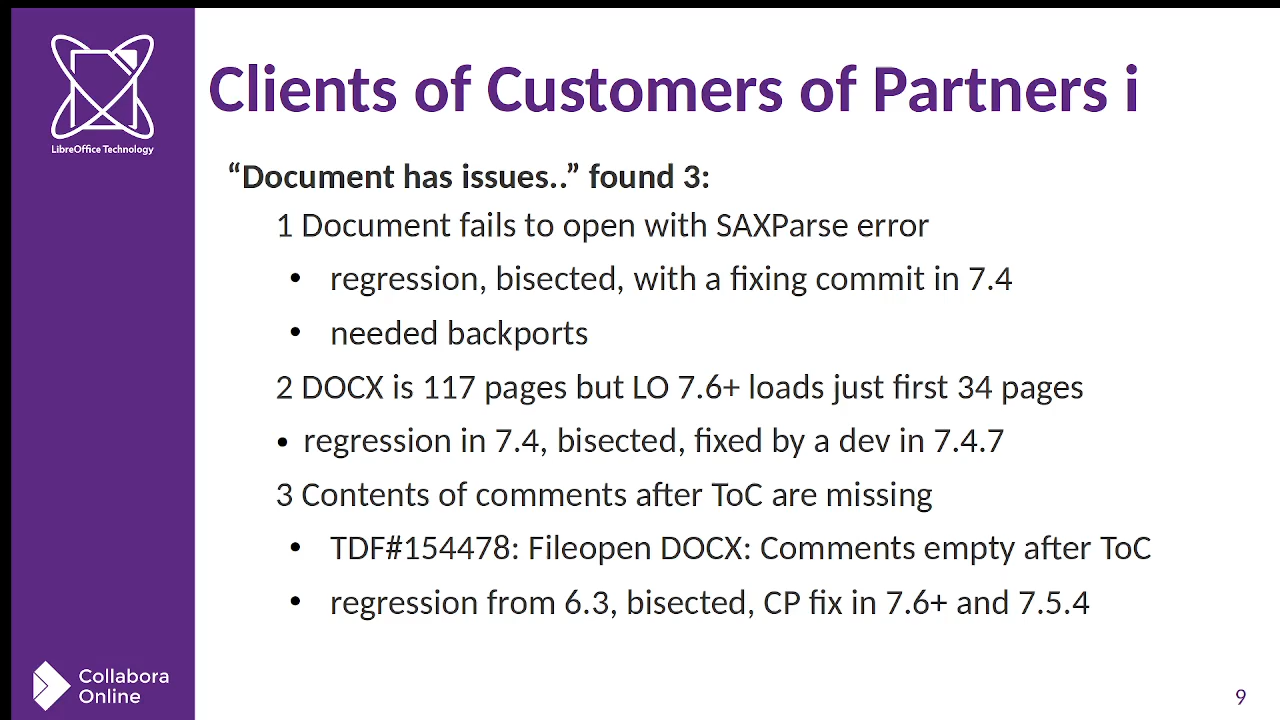 LibreOffice Technology
Clients of Customers of Partners i
“Document has issues..” found 3:
1 Document fails to open with SAXParse error
• regression, bisected, with a fixing commit in 7.4
• needed backports
2 DOCX is 117 pages but LO 7.6+ loads just first 34 pages
• regression in 7.4, bisected, fixed by a dev in 7.4.7
3 Contents of comments after ToC are missing
• TDF#154478: Fileopen DOCX: Comments empty after ToC
• regression from 6.3, bisected, CP fix in 7.6+ and 7.5.4
Collabora
Online
9